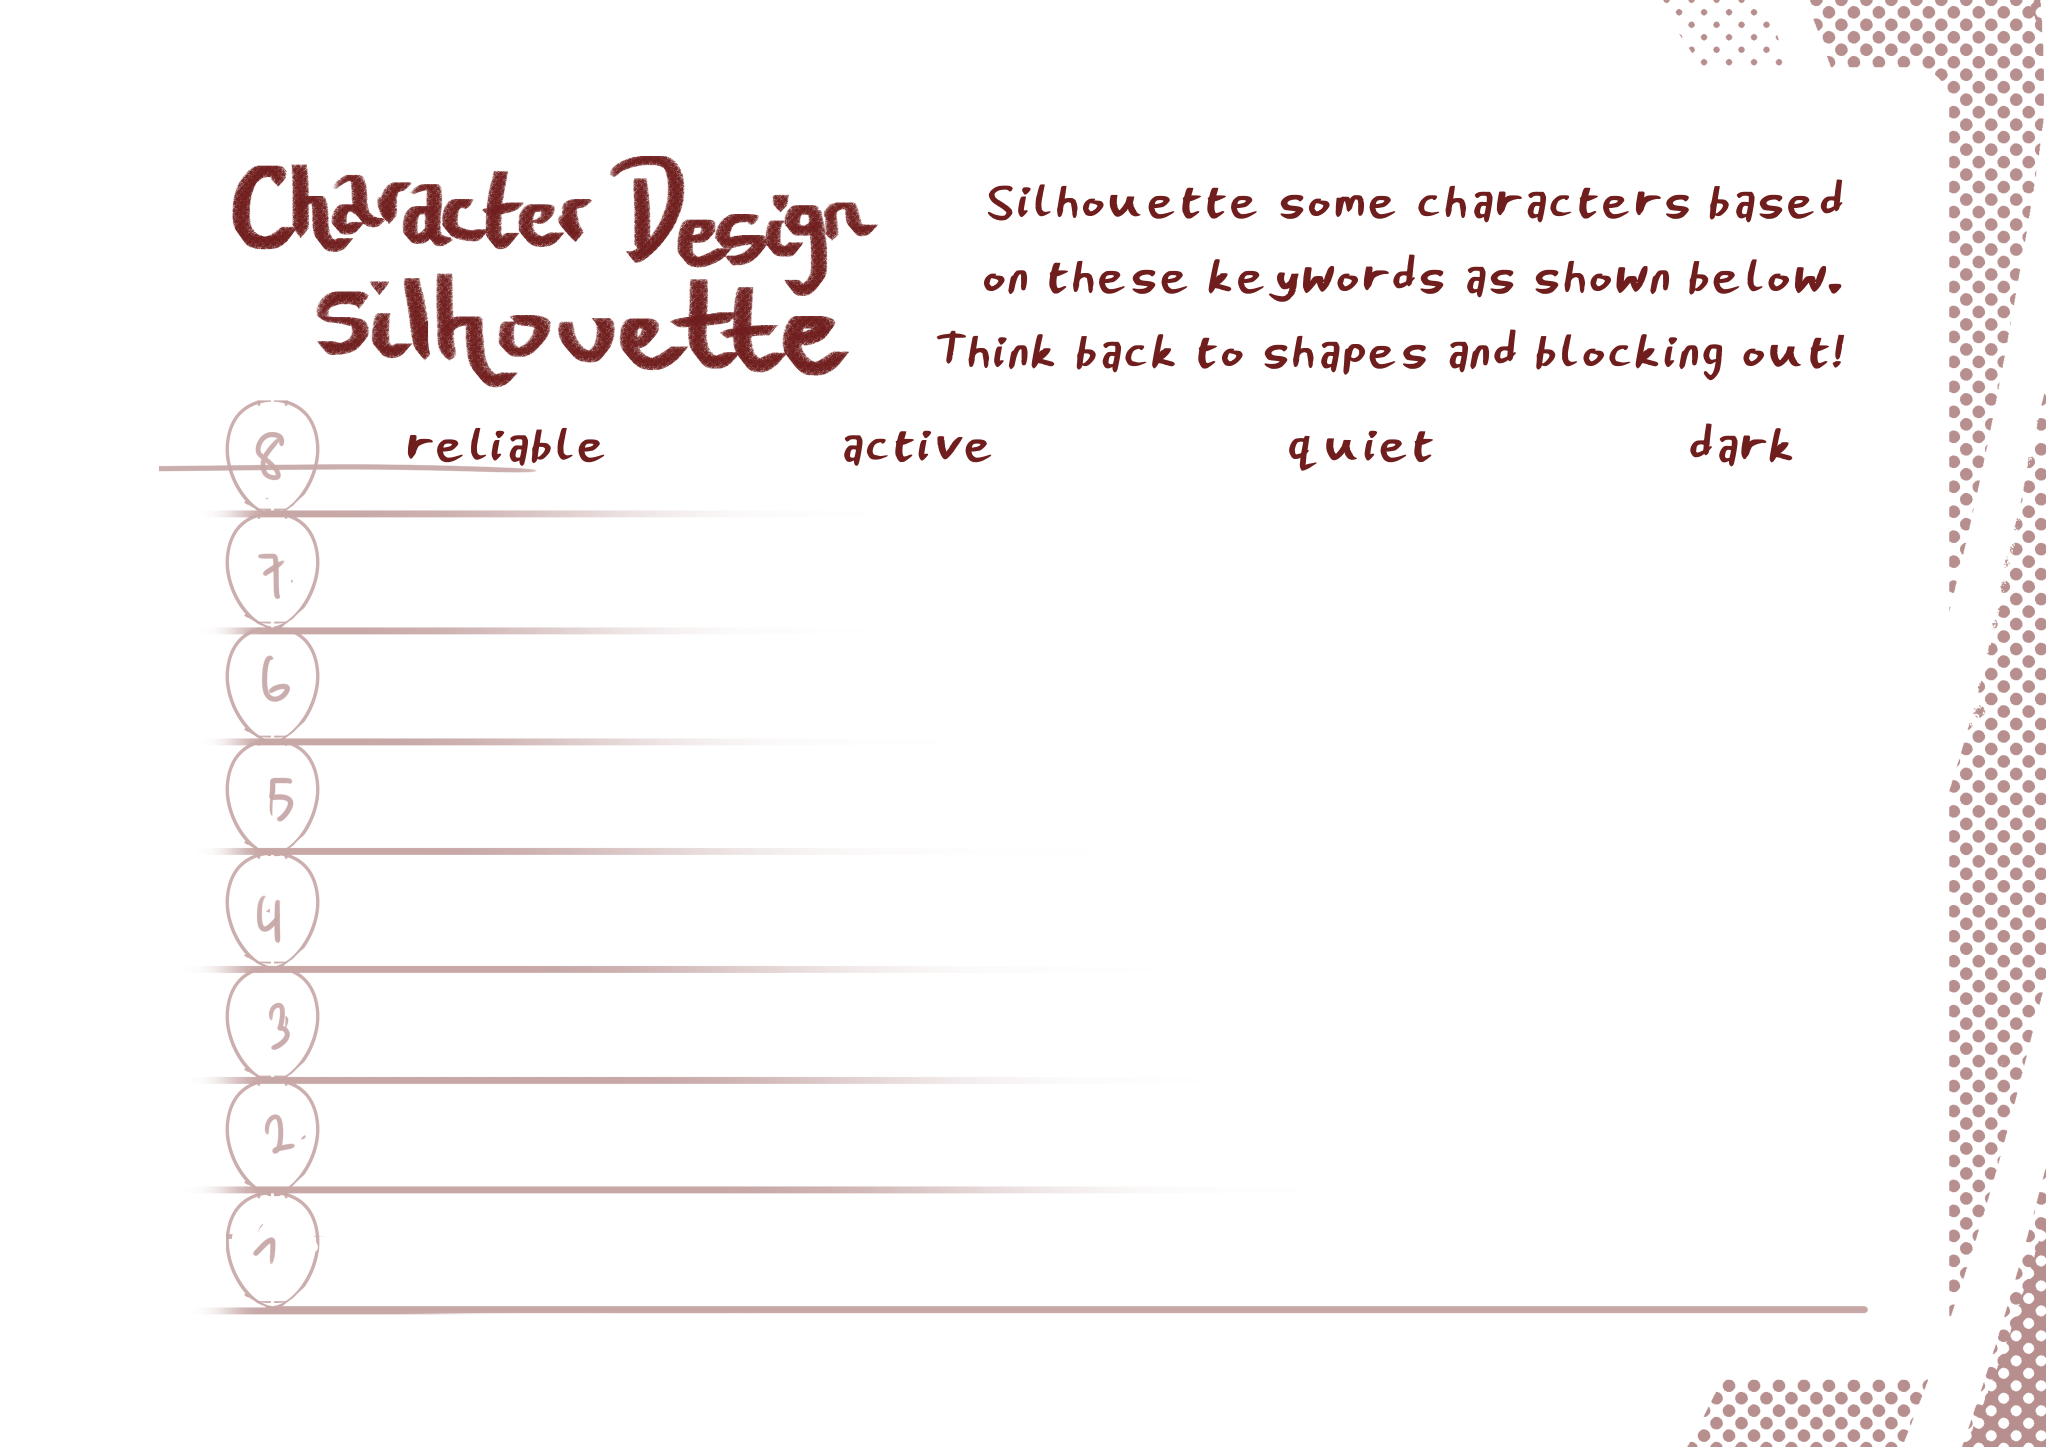 Character Design
Silhouette
Silhouette some characters based
on these keywords as shown below.
Think back to shapes and blocking out!
reliable active quiet dark
8
7
6
5
4
3
2
1